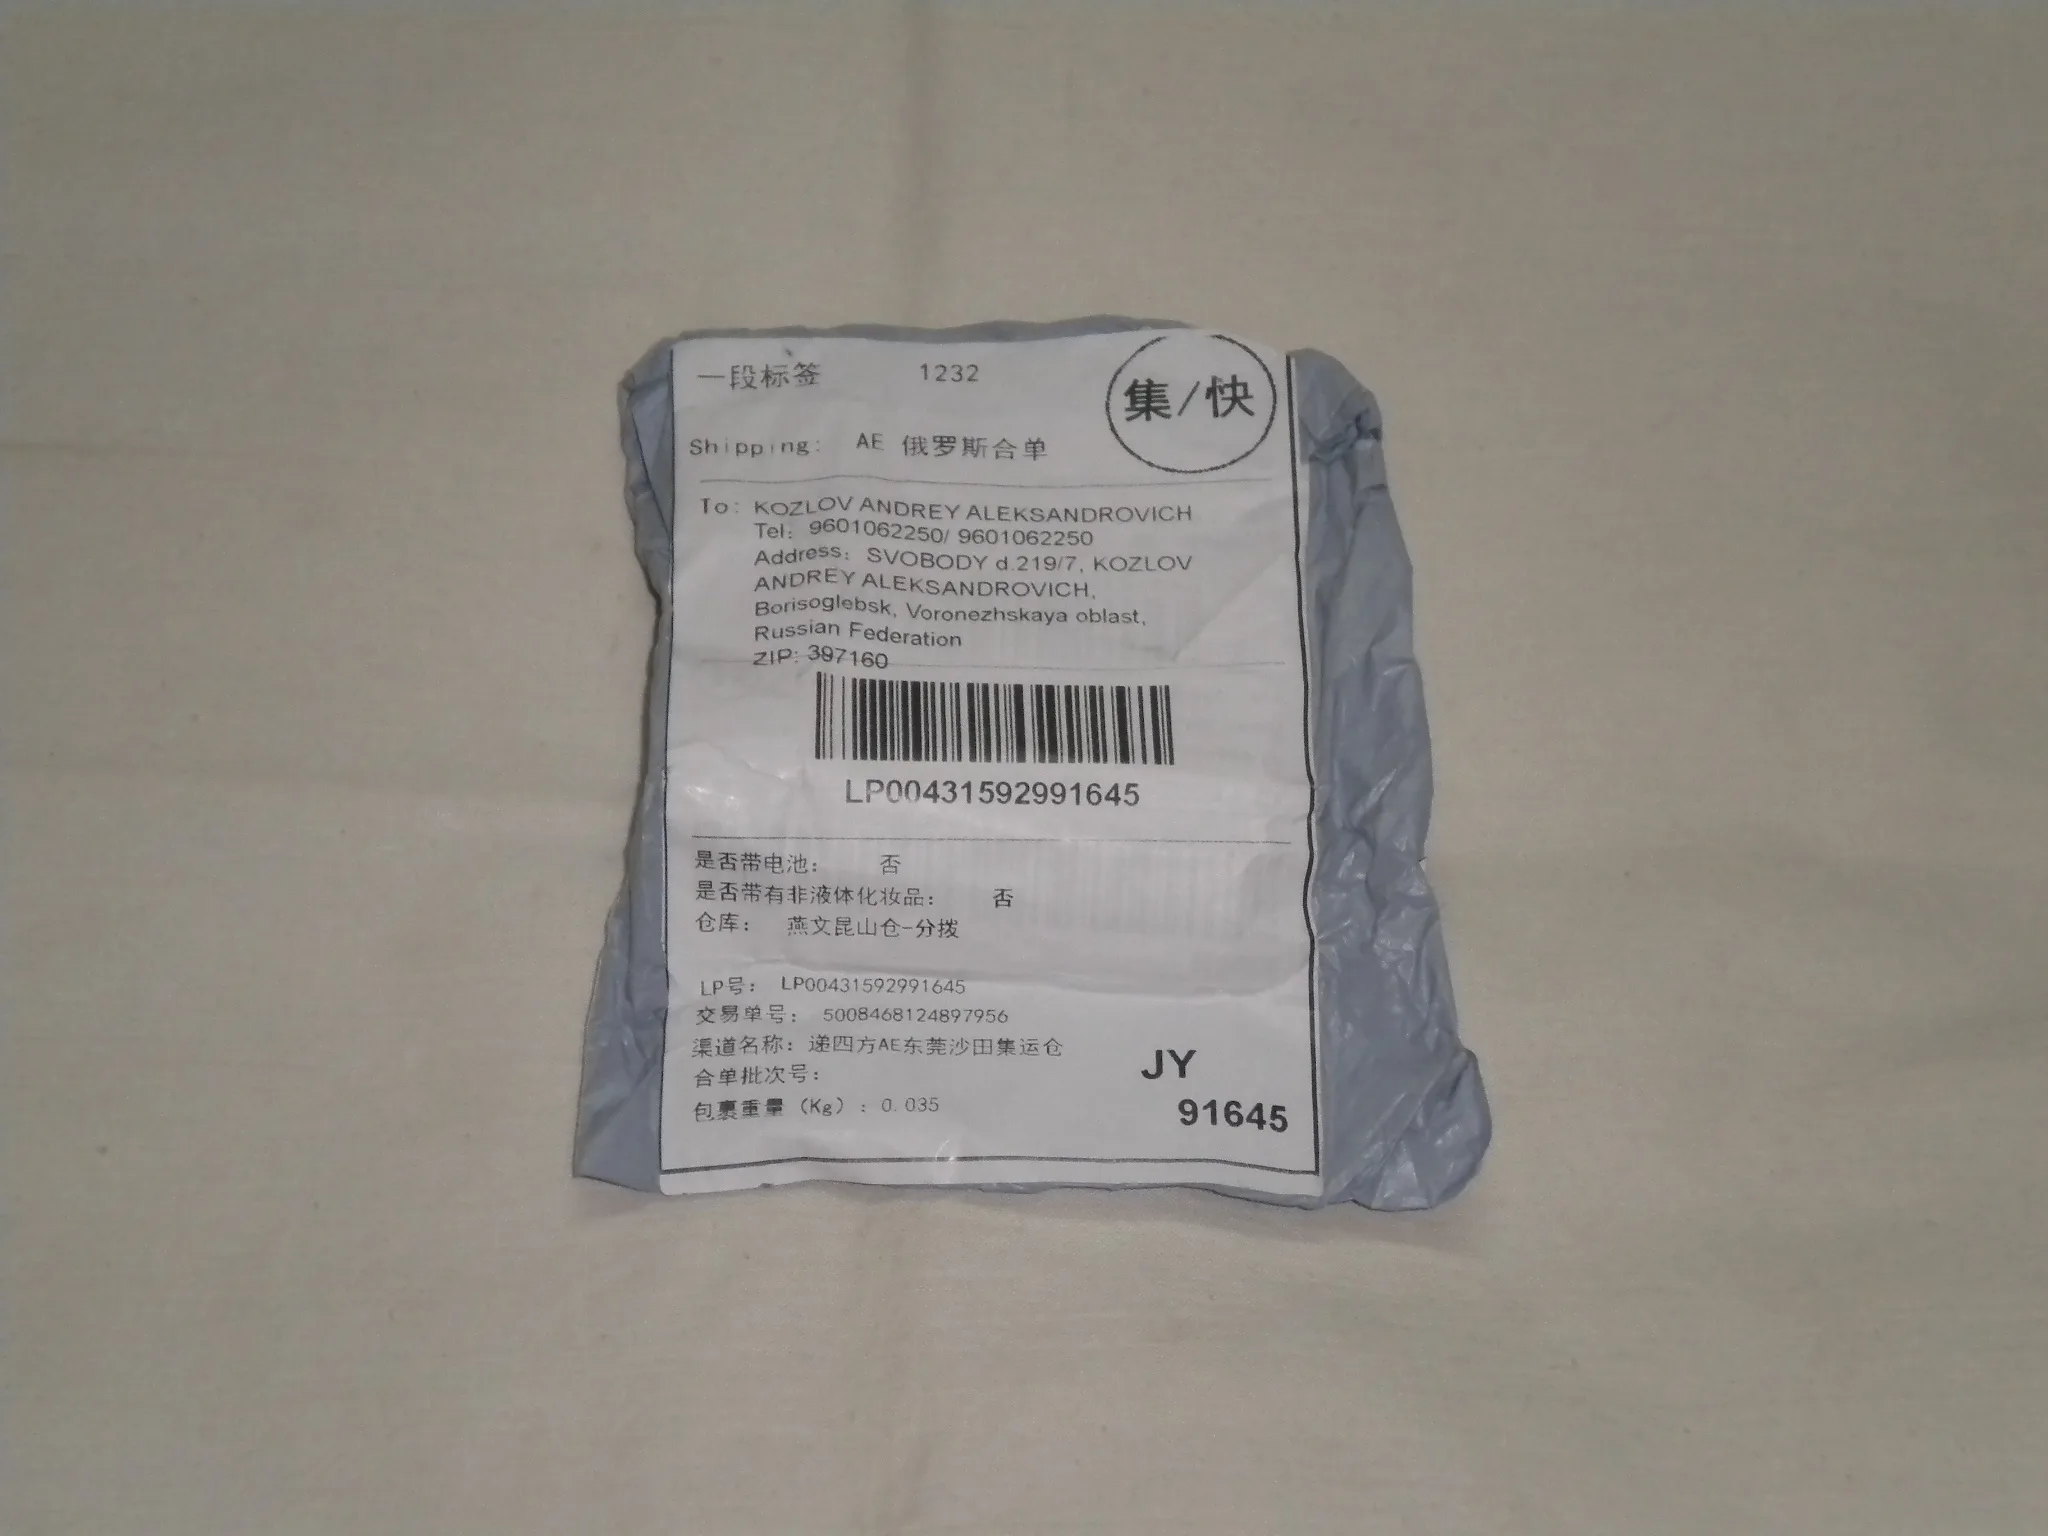 一段标签 1232
集/快
Shipping: AE 俄罗斯合单
To: KOZLOV ANDREY ALEKSANDROVICH
Tel: 9601062250/ 9601062250
Address: SVOBODY d.219/7, KOZLOV
ANDREY ALEKSANDROVICH,
Borisoglebsk, Voronezhskaya oblast,
Russian Federation
ZIP: 397160
LP00431592991645
是否带电池: 否
是否带有非液体化妆品: 否
仓库: 燕文昆山仓-分拨
LP号: LP00431592991645
交易单号: 5008468124897956
渠道名称: 递四方AE东莞沙田集运仓
合单批次号:
包裹重量 (Kg) : 0.035
JY
91645